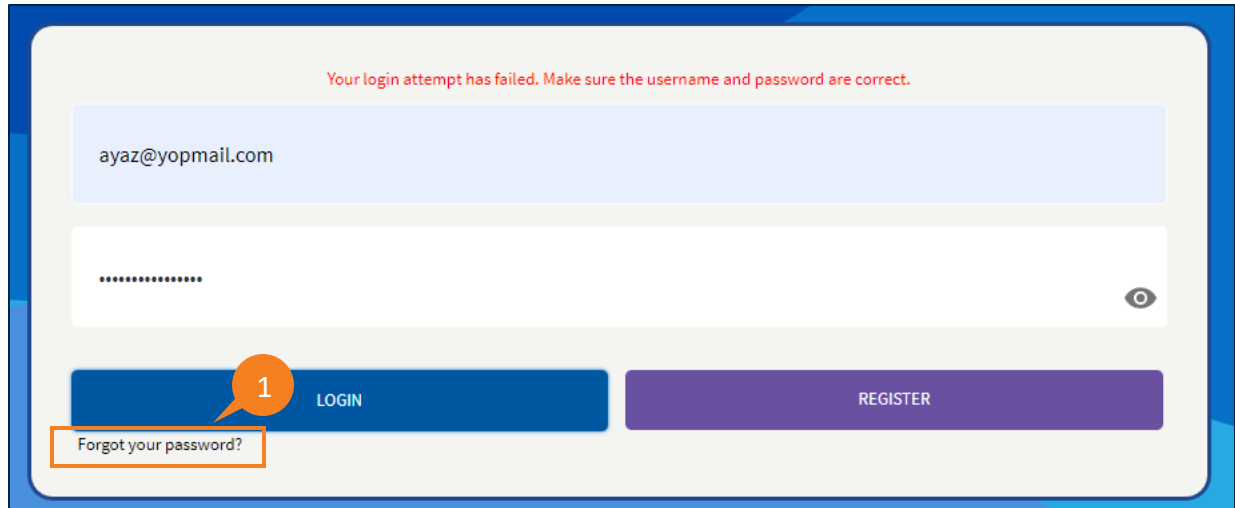 Your login attempt has failed. Make sure the username and password are correct.
ayaz@yopmail.com
••••••••••••••••
1
LOGIN
REGISTER
Forgot your password?